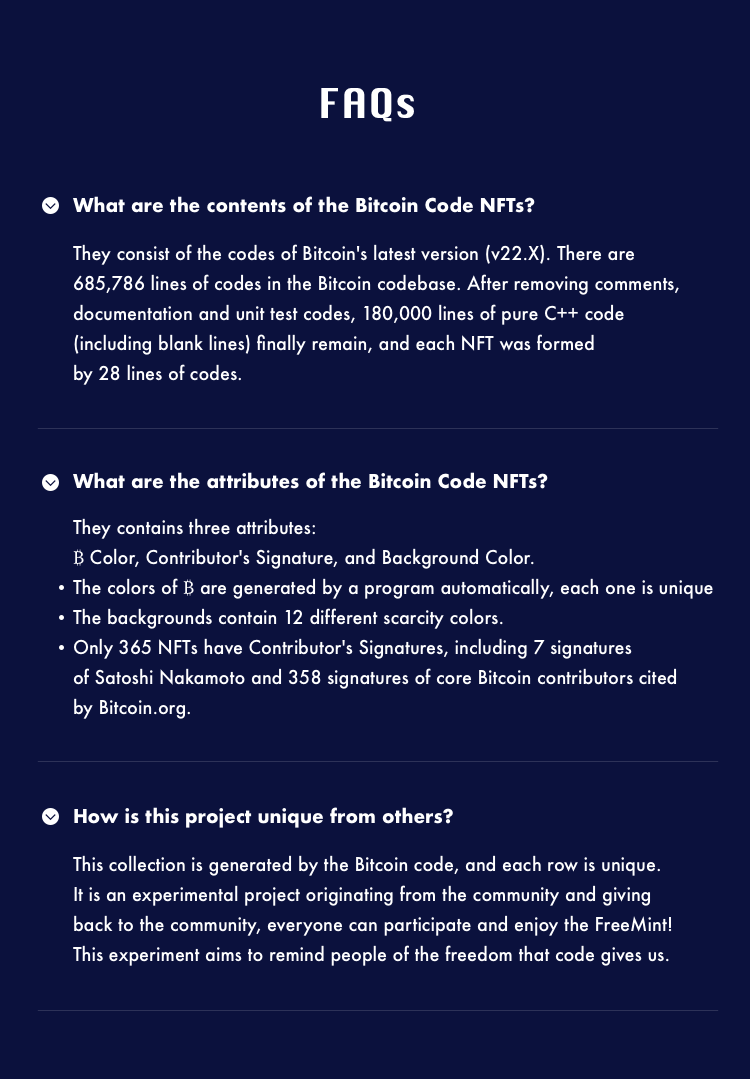 FAQs
What are the contents of the Bitcoin Code NFTs?
They consist of the codes of Bitcoin's latest version (v22.X). There are
685,786 lines of codes in the Bitcoin codebase. After removing comments,
documentation and unit test codes, 180,000 lines of pure C++ code
(including blank lines) finally remain, and each NFT was formed
by 28 lines of codes.
What are the attributes of the Bitcoin Code NFTs?
They contains three attributes:
₿ Color, Contributor's Signature, and Background Color.
• The colors of ₿ are generated by a program automatically, each one is unique
• The backgrounds contain 12 different scarcity colors.
• Only 365 NFTs have Contributor's Signatures, including 7 signatures
of Satoshi Nakamoto and 358 signatures of core Bitcoin contributors cited
by Bitcoin.org.
How is this project unique from others?
This collection is generated by the Bitcoin code, and each row is unique.
It is an experimental project originating from the community and giving
back to the community, everyone can participate and enjoy the FreeMint!
This experiment aims to remind people of the freedom that code gives us.